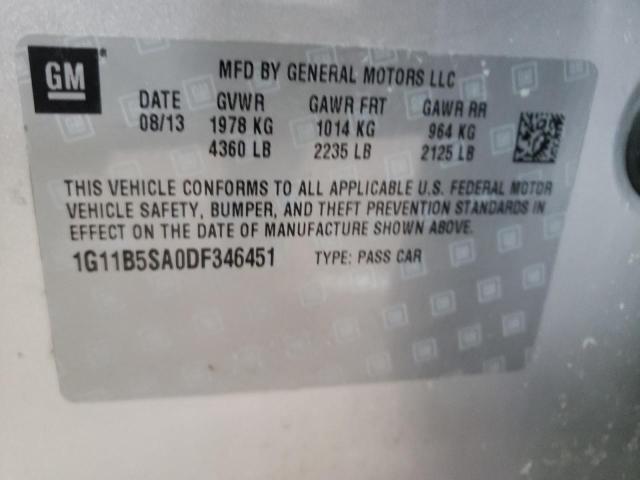 GM
MFD BY GENERAL MOTORS LLC
DATE GVWR GAWR FRT GAWR RR
08/13 1978 KG 1014 KG 964 KG
4360 LB 2235 LB 2125 LB
THIS VEHICLE CONFORMS TO ALL APPLICABLE U.S. FEDERAL MOTOR
VEHICLE SAFETY, BUMPER, AND THEFT PREVENTION STANDARDS IN
EFFECT ON THE DATE OF MANUFACTURE SHOWN ABOVE.
1G11B5SA0DF346451 TYPE: PASS CAR